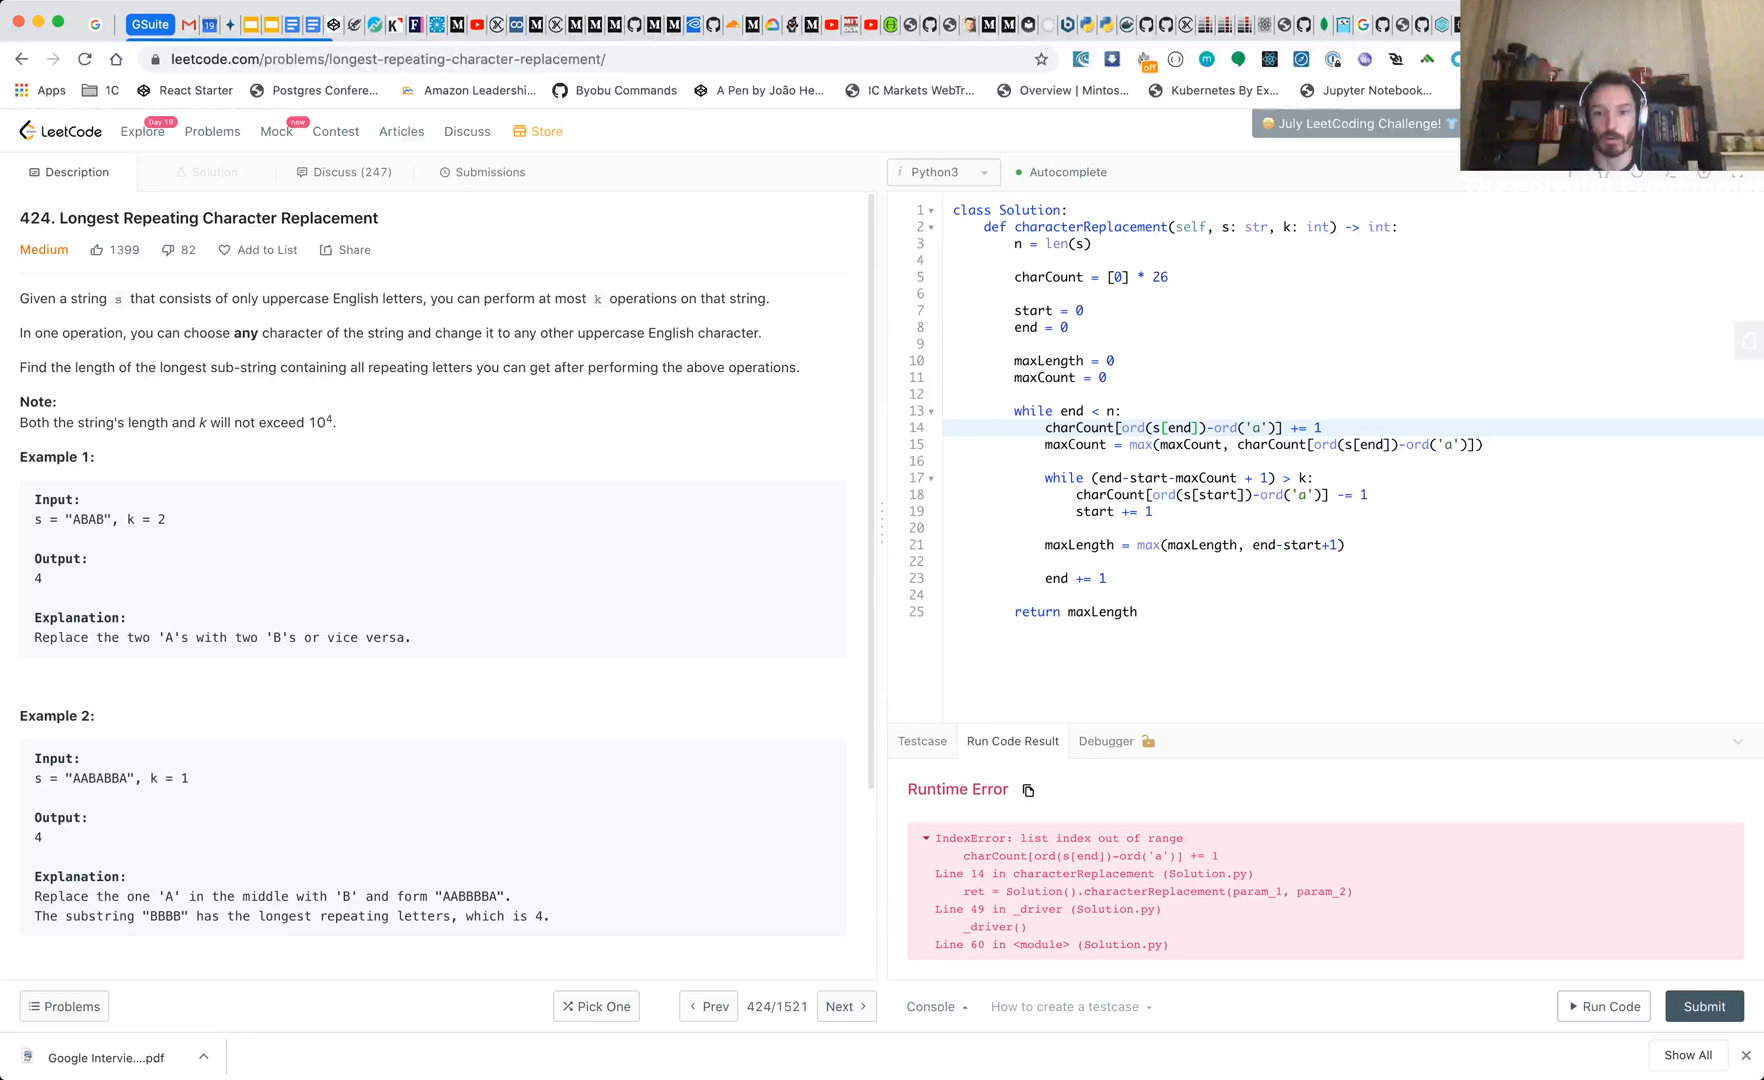 GSuite
leetcode.com/problems/longest-repeating-character-replacement/
off
Apps
1C
React Starter
Postgres Confere...
Amazon Leadershi...
Byobu Commands
A Pen by João He...
IC Markets WebTr...
Overview | Mintos...
Kubernetes By Ex...
Jupyter Notebook...
LeetCode
Explore
Day 19
Problems
Mock
new
Contest
Articles
Discuss
Store
July LeetCoding Challenge!
Description
Solution
Discuss (247)
Submissions
i Python3
Autocomplete
424. Longest Repeating Character Replacement
Medium
1399
82
Add to List
Share
Given a string s that consists of only uppercase English letters, you can perform at most k operations on that string.
In one operation, you can choose any character of the string and change it to any other uppercase English character.
Find the length of the longest sub-string containing all repeating letters you can get after performing the above operations.
Note:
Both the string's length and k will not exceed 10⁴.
Example 1:
Input:
s = "ABAB", k = 2
Output:
4
Explanation:
Replace the two 'A's with two 'B's or vice versa.
Example 2:
Input:
s = "AABABBA", k = 1
Output:
4
Explanation:
Replace the one 'A' in the middle with 'B' and form "AABBBBA".
The substring "BBBB" has the longest repeating letters, which is 4.
1 class Solution:
2 def characterReplacement(self, s: str, k: int) -> int:
3 n = len(s)
4
5 charCount = [0] * 26
6
7 start = 0
8 end = 0
9
10 maxLength = 0
11 maxCount = 0
12
13 while end < n:
14 charCount[ord(s[end])-ord('a')] += 1
15 maxCount = max(maxCount, charCount[ord(s[end])-ord('a')])
16
17 while (end-start-maxCount + 1) > k:
18 charCount[ord(s[start])-ord('a')] -= 1
19 start += 1
20
21 maxLength = max(maxLength, end-start+1)
22
23 end += 1
24
25 return maxLength
Testcase
Run Code Result
Debugger
Runtime Error
IndexError: list index out of range
charCount[ord(s[end])-ord('a')] += 1
Line 14 in characterReplacement (Solution.py)
ret = Solution().characterReplacement(param_1, param_2)
Line 49 in _driver (Solution.py)
_driver()
Line 60 in <module> (Solution.py)
Problems
Pick One
Prev
424/1521
Next
Console
How to create a testcase
Run Code
Submit
Google Intervie....pdf
Show All